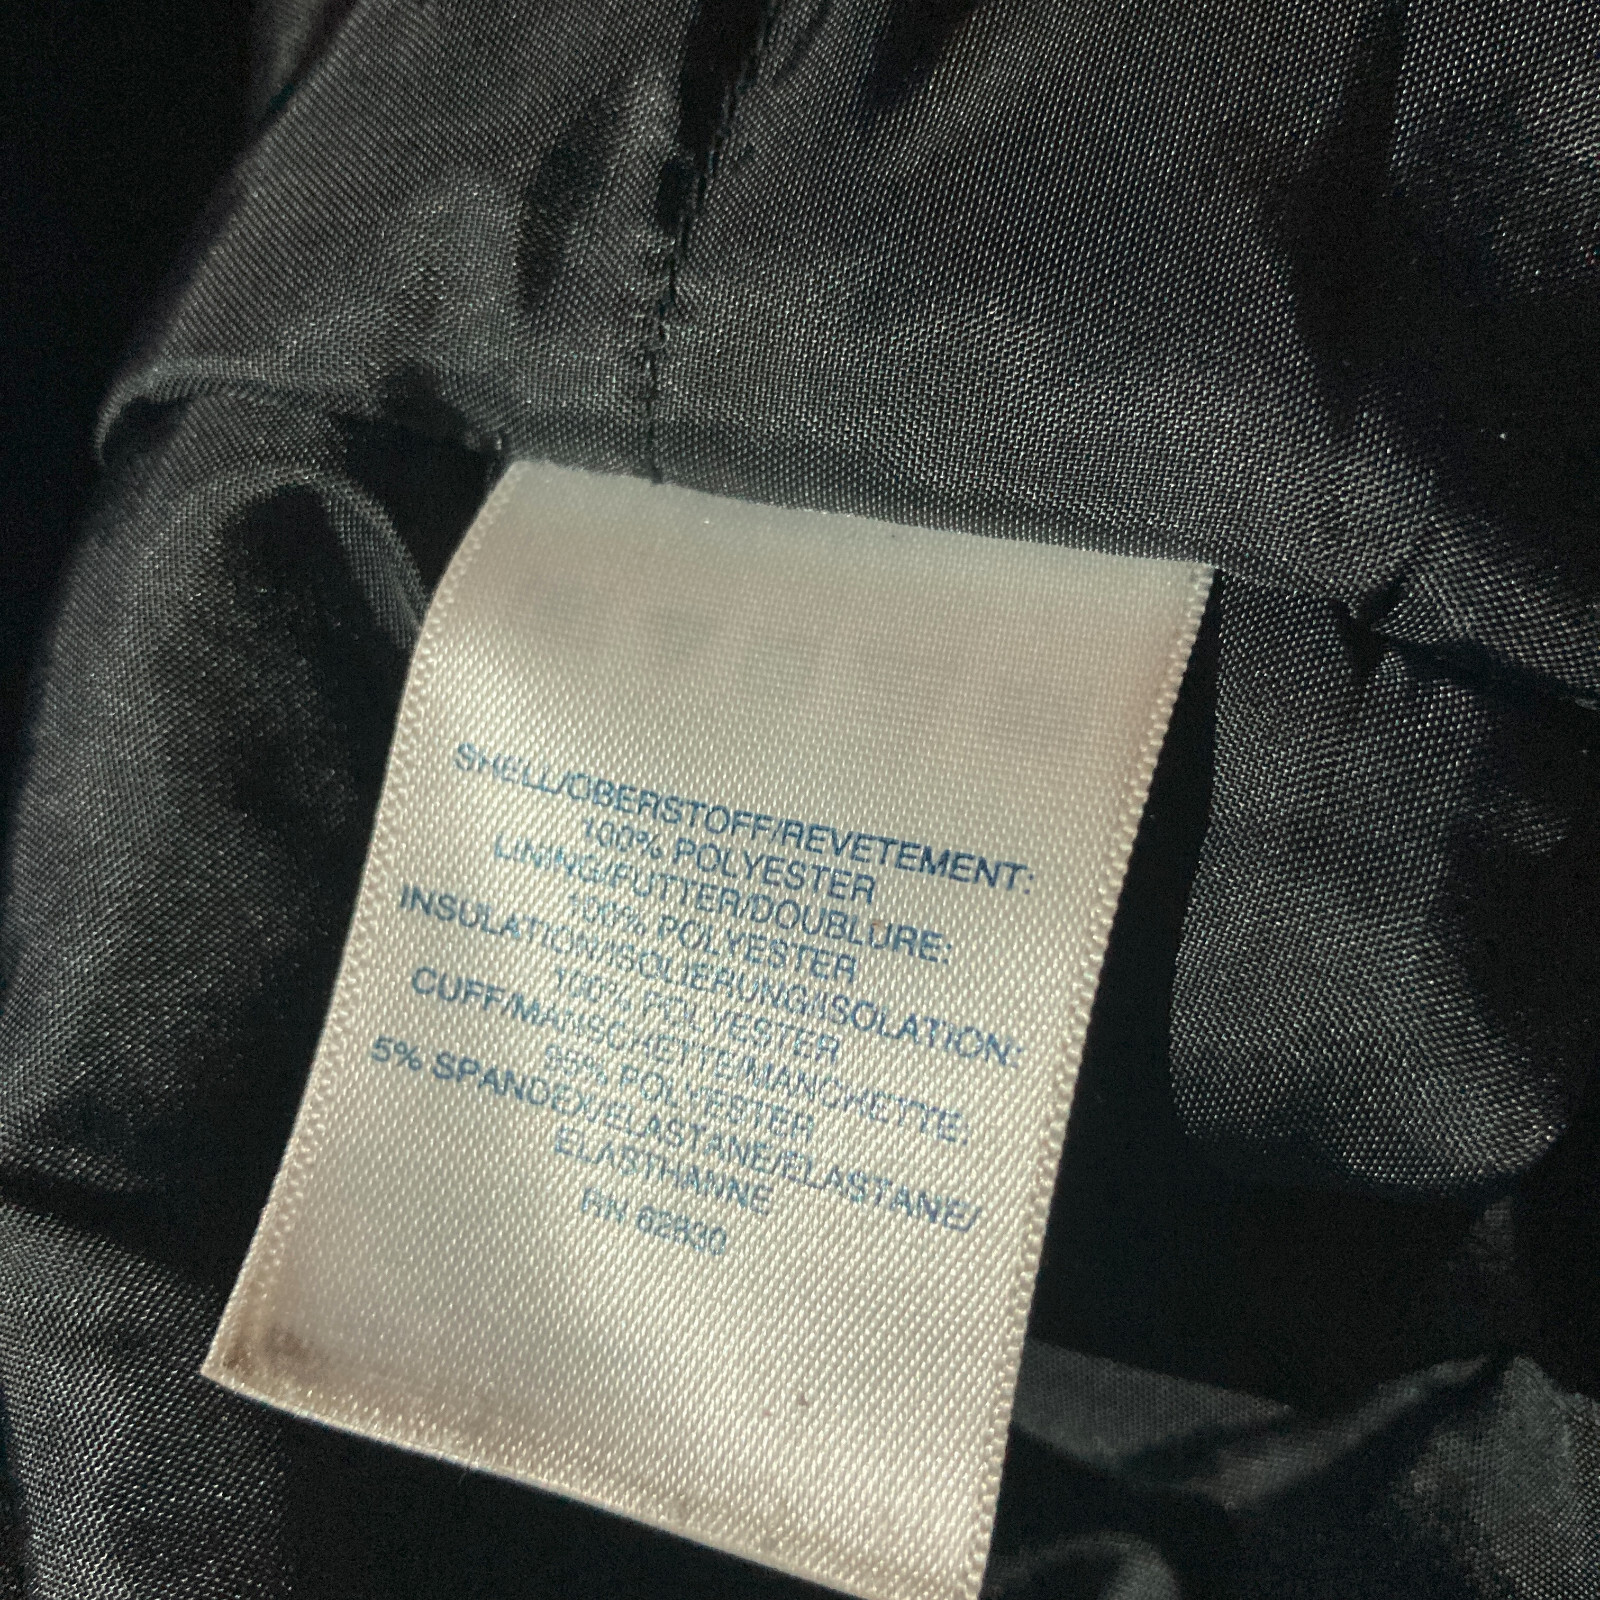 SHELL/OBERSTOFF/REVETEMENT:
100% POLYESTER
LINING/FUTTER/DOUBLURE:
100% POLYESTER
INSULATION/ISOLIERUNG/ISOLATION:
100% POLYESTER
CUFF/MANSCHETTE/MANCHETTE:
95% POLYESTER
5% SPANDEX/ELASTANE/ELASTANE/
ELASTHANNE
RN 62830